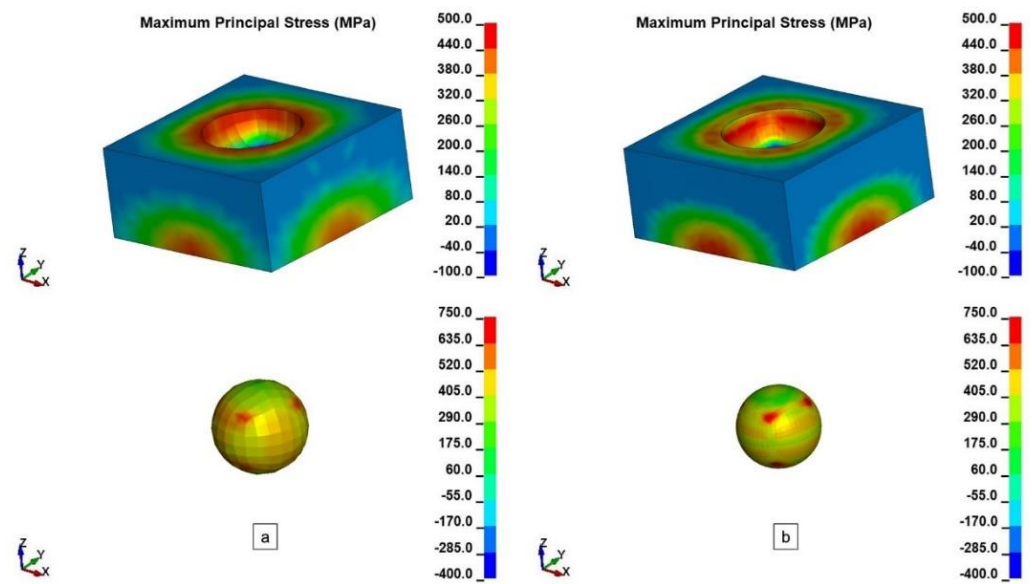 Maximum Principal Stress (MPa)
500.0
440.0
380.0
320.0
260.0
200.0
140.0
80.0
20.0
-40.0
-100.0
Z
Y
X
Maximum Principal Stress (MPa)
500.0
440.0
380.0
320.0
260.0
200.0
140.0
80.0
20.0
-40.0
-100.0
Z
Y
X
750.0
635.0
520.0
405.0
290.0
175.0
60.0
-55.0
-170.0
-285.0
-400.0
Z
Y
X
a
750.0
635.0
520.0
405.0
290.0
175.0
60.0
-55.0
-170.0
-285.0
-400.0
Z
Y
X
b